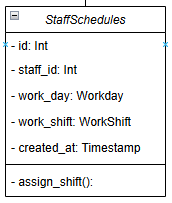 StaffSchedules
- id: Int
- staff_id: Int
- work_day: Workday
- work_shift: WorkShift
- created_at: Timestamp
- assign_shift():